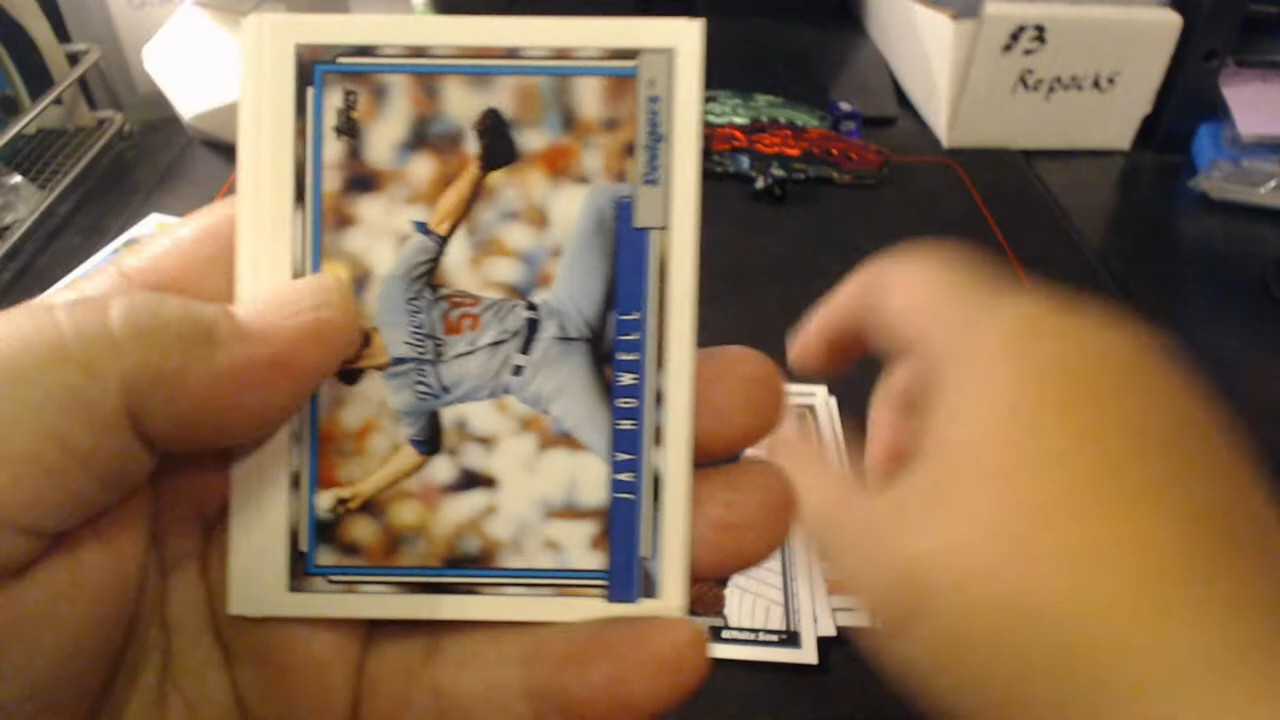 #3
Repacks
Topps
Dodgers
Dodgers
50
JAY HOWELL
White Sox